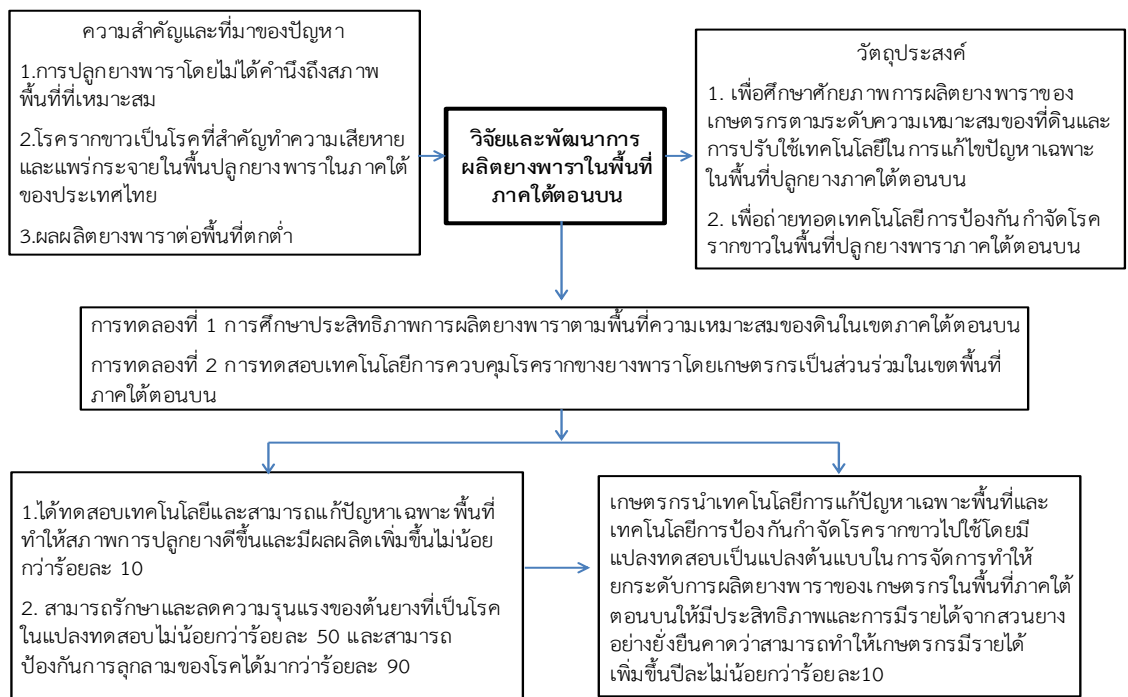 ความสำคัญและที่มาของปัญหา
1.การปลูกยางพาราโดยไม่ได้คำนึงถึงสภาพ
พื้นที่ที่เหมาะสม
2.โรครากขาวเป็นโรคที่สำคัญทำความเสียหาย
และแพร่กระจายในพื้นปลูกยางพาราในภาคใต้
ของประเทศไทย
3.ผลผลิตยางพาราต่อพื้นที่ตกต่ำ
วิจัยและพัฒนาการ
ผลิตยางพาราในพื้นที่
ภาคใต้ตอนบน
วัตถุประสงค์
1. เพื่อศึกษาศักยภาพการผลิตยางพาราของ
เกษตรกรตามระดับความเหมาะสมของที่ดินและ
การปรับใช้เทคโนโลยีในการแก้ไขปัญหาเฉพาะ
ในพื้นที่ปลูกยางภาคใต้ตอนบน
2. เพื่อถ่ายทอดเทคโนโลยีการป้องกันกำจัดโรค
รากขาวในพื้นที่ปลูกยางพาราภาคใต้ตอนบน
การทดลองที่ 1 การศึกษาประสิทธิภาพการผลิตยางพาราตามพื้นที่ความเหมาะสมของดินในเขตภาคใต้ตอนบน
การทดลองที่ 2 การทดสอบเทคโนโลยีการควบคุมโรครากขางยางพาราโดยเกษตรกรเป็นส่วนร่วมในเขตพื้นที่
ภาคใต้ตอนบน
1.ได้ทดสอบเทคโนโลยีและสามารถแก้ปัญหาเฉพาะพื้นที่
ทำให้สภาพการปลูกยางดีขึ้นและมีผลผลิตเพิ่มขึ้นไม่น้อย
กว่าร้อยละ 10
2. สามารถรักษาและลดความรุนแรงของต้นยางที่เป็นโรค
ในแปลงทดสอบไม่น้อยกว่าร้อยละ 50 และสามารถ
ป้องกันการลุกลามของโรคได้มากว่าร้อยละ 90
เกษตรกรนำเทคโนโลยีการแก้ปัญหาเฉพาะพื้นที่และ
เทคโนโลยีการป้องกันกำจัดโรครากขาวไปใช้โดยมี
แปลงทดสอบเป็นแปลงต้นแบบในการจัดการทำให้
ยกระดับการผลิตยางพาราของเกษตรกรในพื้นที่ภาคใต้
ตอนบนให้มีประสิทธิภาพและการมีรายได้จากสวนยาง
อย่างยั่งยืนคาดว่าสามารถทำให้เกษตรกรมีรายได้
เพิ่มขึ้นปีละไม่น้อยกว่าร้อยละ10